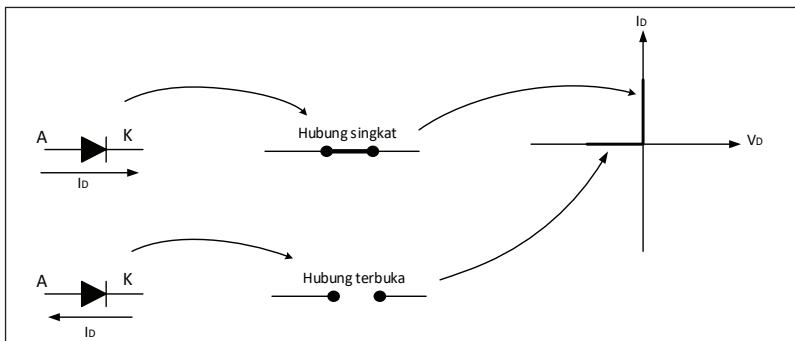 ID
Hubung singkat
A K
VD
ID
Hubung terbuka
A K
ID